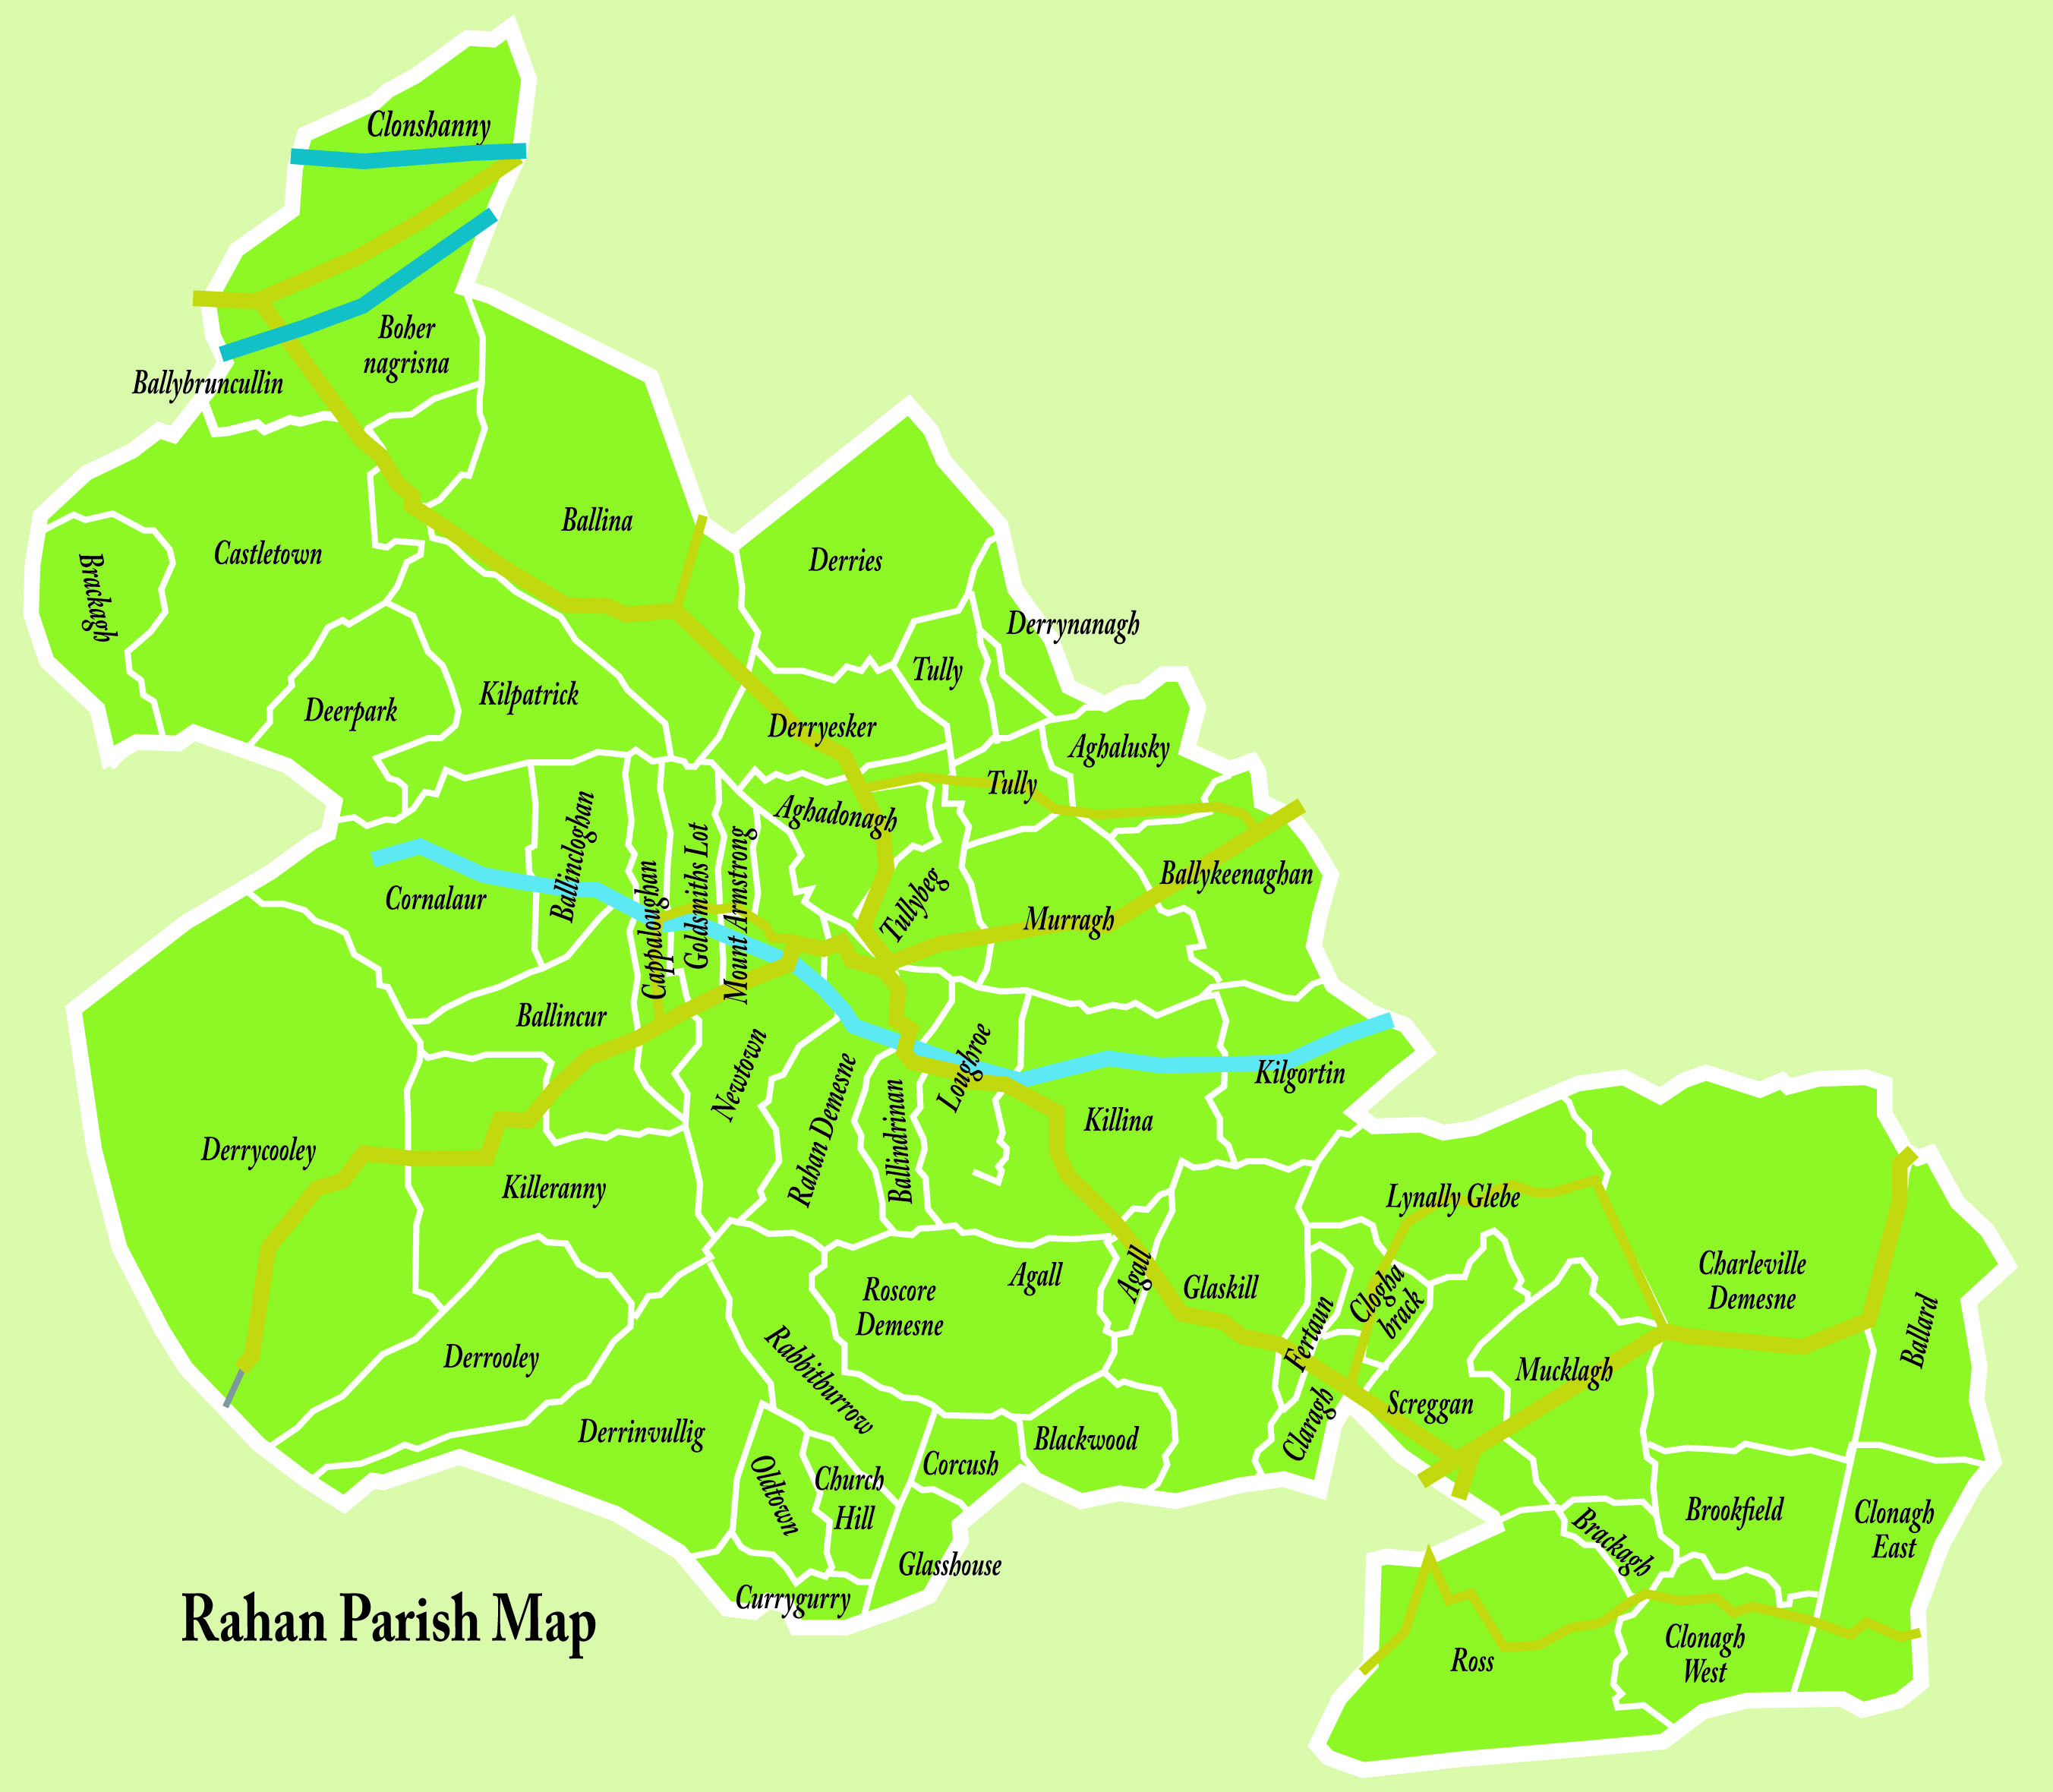 Clonshanny
Boher
nagrisna
Ballybruncullin
Ballina
Castletown
Brackagh
Derries
Derrynanagh
Tully
Deerpark
Kilpatrick
Derryesker
Aghalusky
Tully
Aghadonagh
Ballincloghan
Cappaloughan
Goldsmiths Lot
Mount Armstrong
Tullybeg
Ballykeenaghan
Cornalaur
Murragh
Ballincur
Newtown
Rahan Demesne
Ballindrinan
Loughroe
Killina
Kilgortin
Derrycooley
Killeranny
Lynally Glebe
Roscore
Demesne
Agall
Agall
Glaskill
Clogha
brack
Charleville
Demesne
Ballard
Derrooley
Rabbitburrow
Fertaun
Mucklagh
Claragh
Screggan
Derrinvullig
Blackwood
Oldtown
Church
Hill
Corcush
Brookfield
Clonagh
East
Brackagh
Glasshouse
Currygurry
Rahan Parish Map
Ross
Clonagh
West